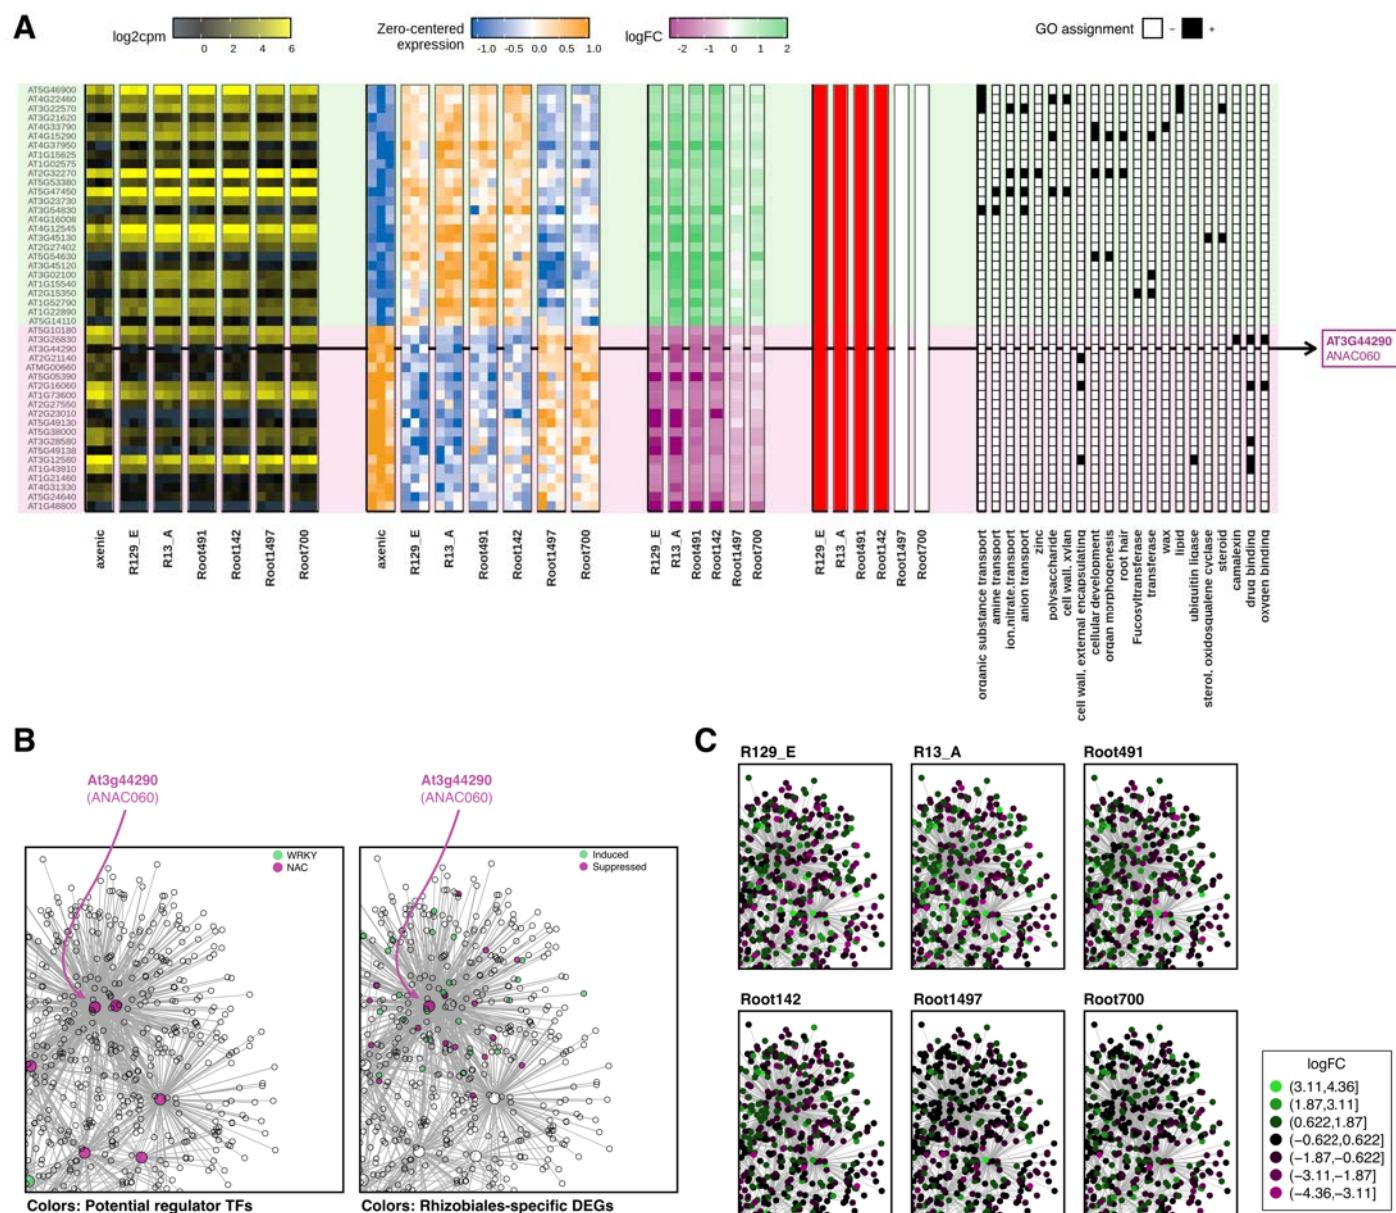 A
log2cpm
0 2 4 6
Zero-centered
expression
-1.0 -0.5 0.0 0.5 1.0
logFC
-2 -1 0 1 2
GO assignment - +
AT5G46900
AT4G22460
AT3G22570
AT3G21620
AT4G33790
AT4G15290
AT4G37950
AT1G15625
AT1G02575
AT2G32270
AT5G53380
AT5G47450
AT3G23730
AT3G54830
AT4G16008
AT4G12545
AT3G45130
AT2G27402
AT5G54630
AT3G45120
AT3G02100
AT1G15540
AT2G15350
AT1G52790
AT1G22890
AT5G14110
AT5G10180
AT3G26830
AT3G44290
AT2G21140
ATMG00660
AT5G05390
AT2G16060
AT1G73600
AT2G27550
AT2G23010
AT5G49130
AT5G38000
AT3G28580
AT5G49138
AT3G12580
AT1G43910
AT1G21460
AT4G31330
AT5G24640
AT1G48800
AT3G44290
ANAC060
axenic
R129_E
R13_A
Root491
Root142
Root1497
Root700
axenic
R129_E
R13_A
Root491
Root142
Root1497
Root700
R129_E
R13_A
Root491
Root142
Root1497
Root700
R129_E
R13_A
Root491
Root142
Root1497
Root700
organic substance transport
amine transport
ion.nitrate.transport
anion transport
zinc
polysaccharide
cell wall, xylan
cell wall, external encapsulating
cellular development
organ morphogenesis
root hair
Fucosyltransferase
transferase
wax
lipid
ubiquitin ligase
sterol, oxidosqualene cyclase
steroid
camalexin
drug binding
oxygen binding
B
At3g44290
(ANAC060)
WRKY
NAC
Colors: Potential regulator TFs
At3g44290
(ANAC060)
Induced
Suppressed
Colors: Rhizobiales-specific DEGs
C
R129_E
R13_A
Root491
Root142
Root1497
Root700
logFC
(3.11,4.36]
(1.87,3.11]
(0.622,1.87]
(−0.622,0.622]
(−1.87,−0.622]
(−3.11,−1.87]
(−4.36,−3.11]